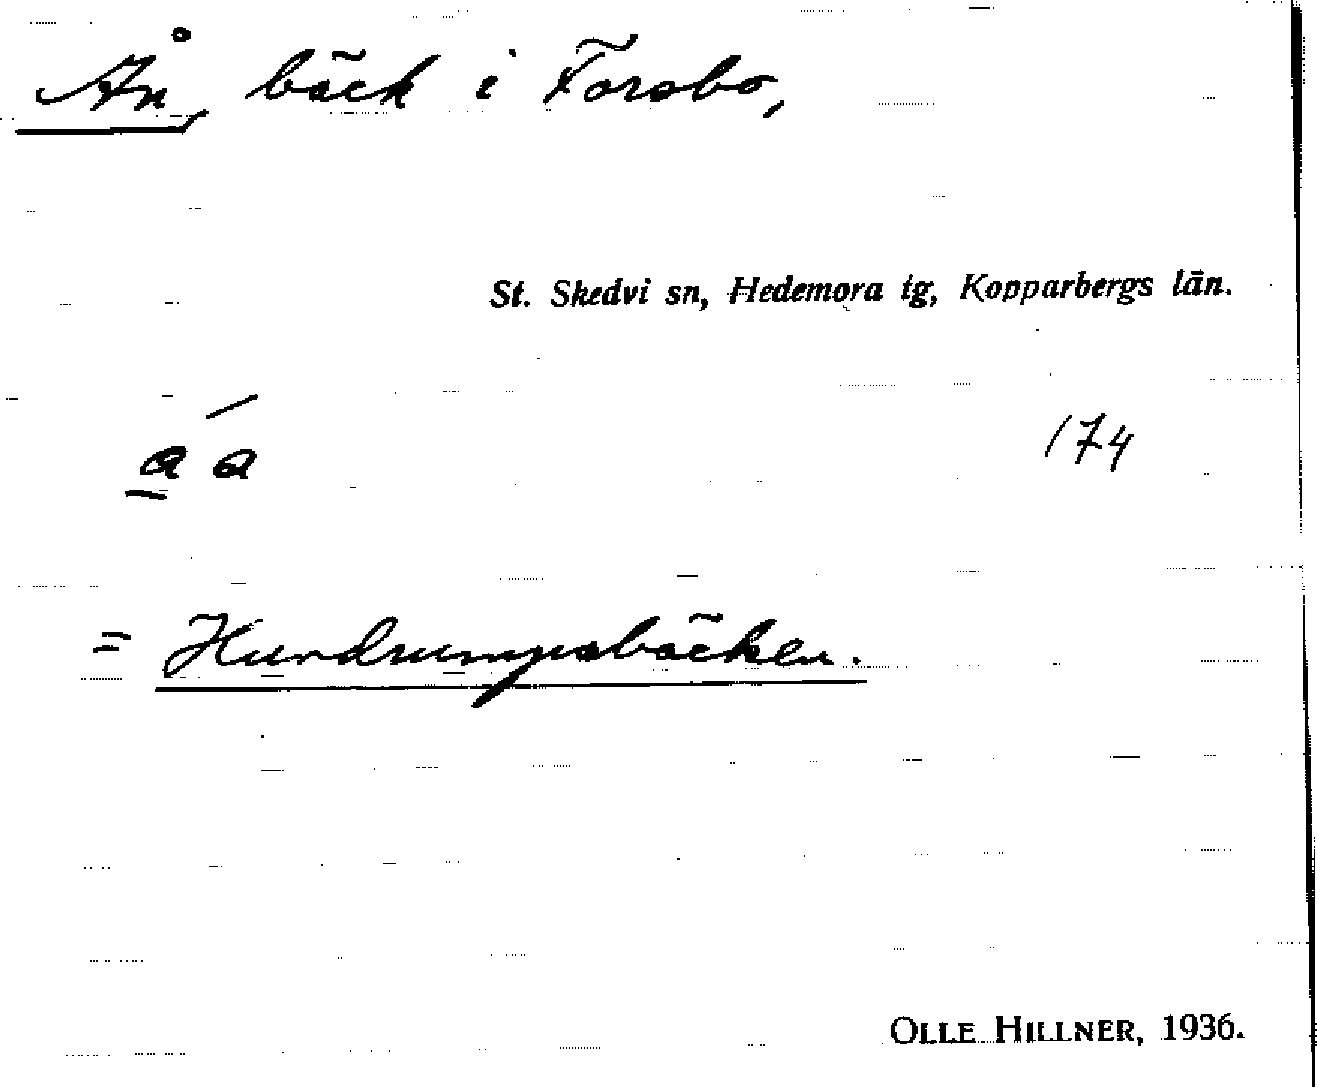 Ån, bäck i Forsbo,
St. Skedvi sn, Hedemora tg, Kopparbergs län.
a a 174
= Hundrumpsbäcken.
OLLE HILLNER, 1936.